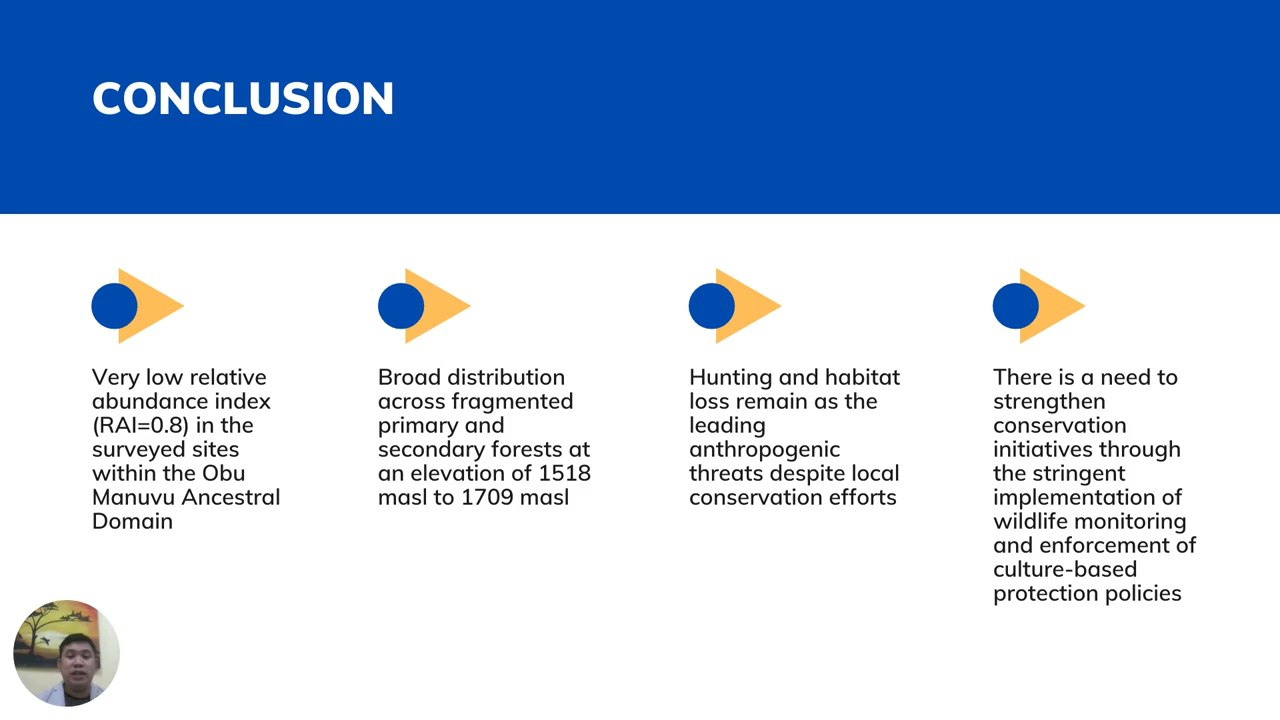 CONCLUSION
Very low relative
abundance index
(RAI=0.8) in the
surveyed sites
within the Obu
Manuvu Ancestral
Domain
Broad distribution
across fragmented
primary and
secondary forests at
an elevation of 1518
masl to 1709 masl
Hunting and habitat
loss remain as the
leading
anthropogenic
threats despite local
conservation efforts
There is a need to
strengthen
conservation
initiatives through
the stringent
implementation of
wildlife monitoring
and enforcement of
culture-based
protection policies